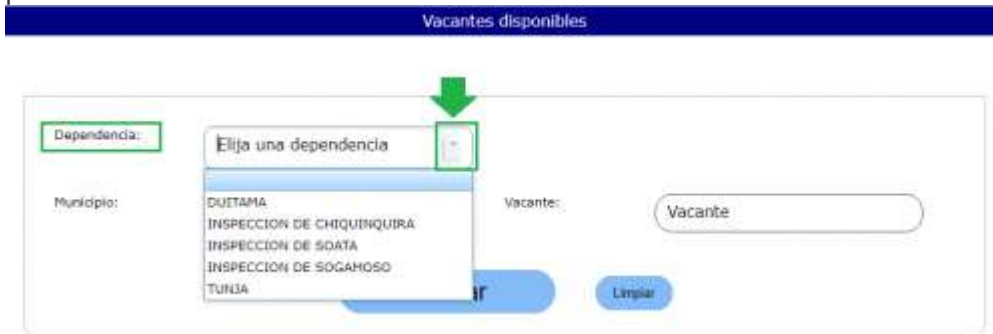 Vacantes disponibles
Dependencia:
Elija una dependencia
DUITAMA
INSPECCION DE CHIQUINQUIRA
INSPECCION DE SOATA
INSPECCION DE SOGAMOSO
TUNJA
Municipio:
Vacante:
Vacante
ar
Limpiar